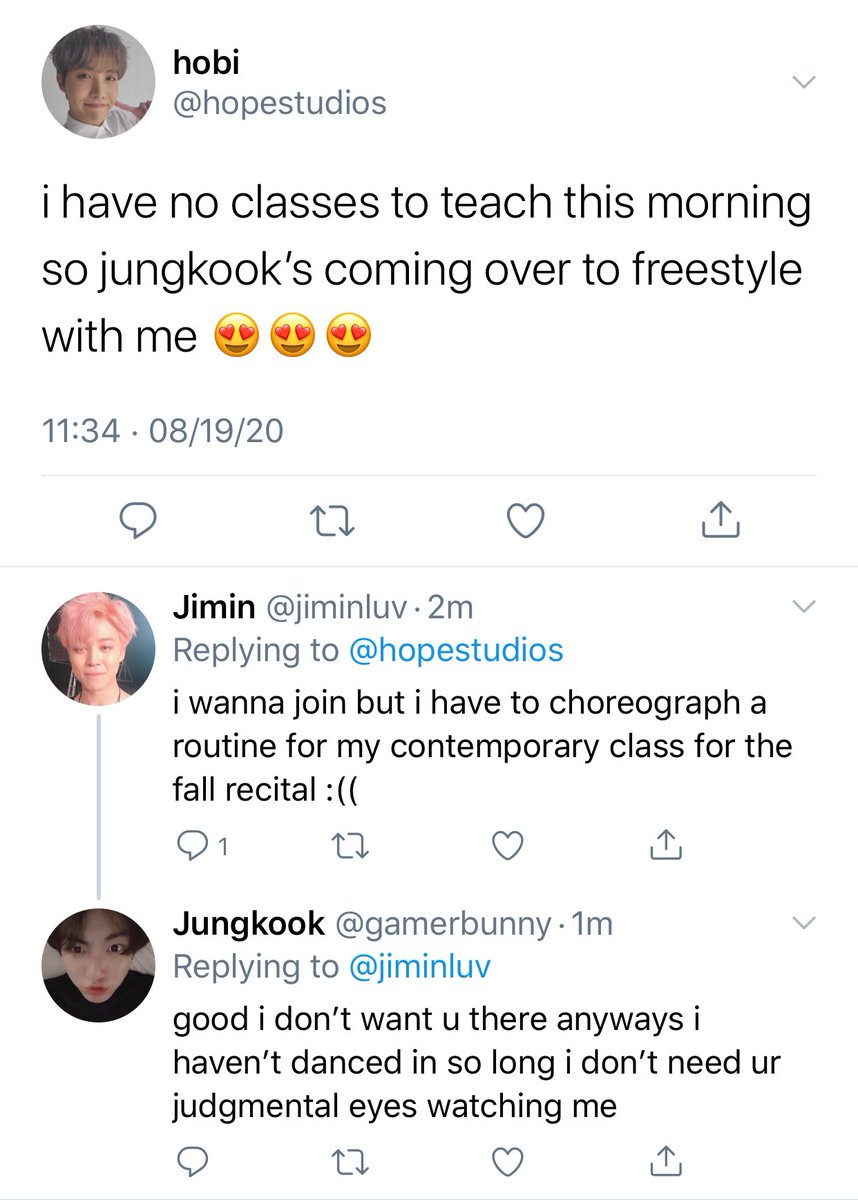 hobi
@hopestudios
i have no classes to teach this morning
so jungkook’s coming over to freestyle
with me 😍😍😍
11:34 · 08/19/20
Jimin @jiminluv · 2m
Replying to @hopestudios
i wanna join but i have to choreograph a
routine for my contemporary class for the
fall recital :((
1
Jungkook @gamerbunny · 1m
Replying to @jiminluv
good i don’t want u there anyways i
haven’t danced in so long i don’t need ur
judgmental eyes watching me